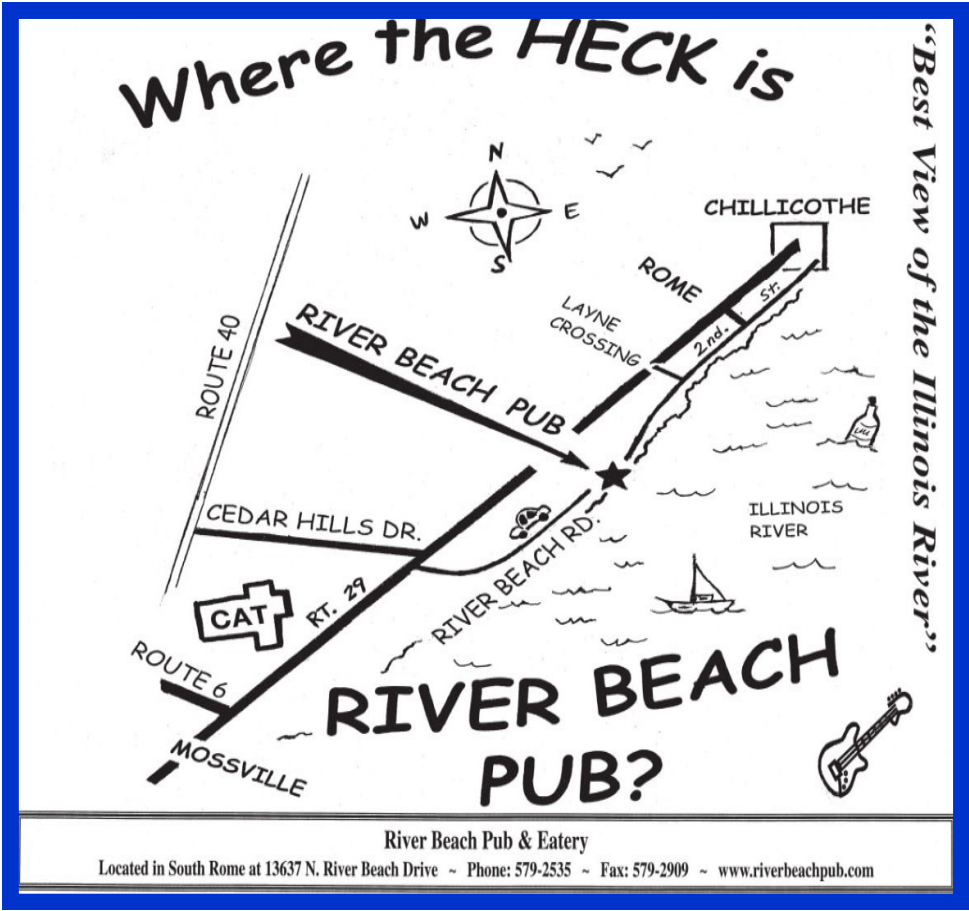 Where the HECK is
"Best View of the Illinois River"
N
W
E
S
CHILLICOTHE
ROME
LAYNE
CROSSING
2nd. St.
ROUTE 40
RIVER BEACH PUB
CEDAR HILLS DR.
ILLINOIS
RIVER
RIVER BEACH RD.
CAT
RT. 29
ROUTE 6
MOSSVILLE
RIVER BEACH
PUB?
River Beach Pub & Eatery
Located in South Rome at 13637 N. River Beach Drive ~ Phone: 579-2535 ~ Fax: 579-2909 ~ www.riverbeachpub.com